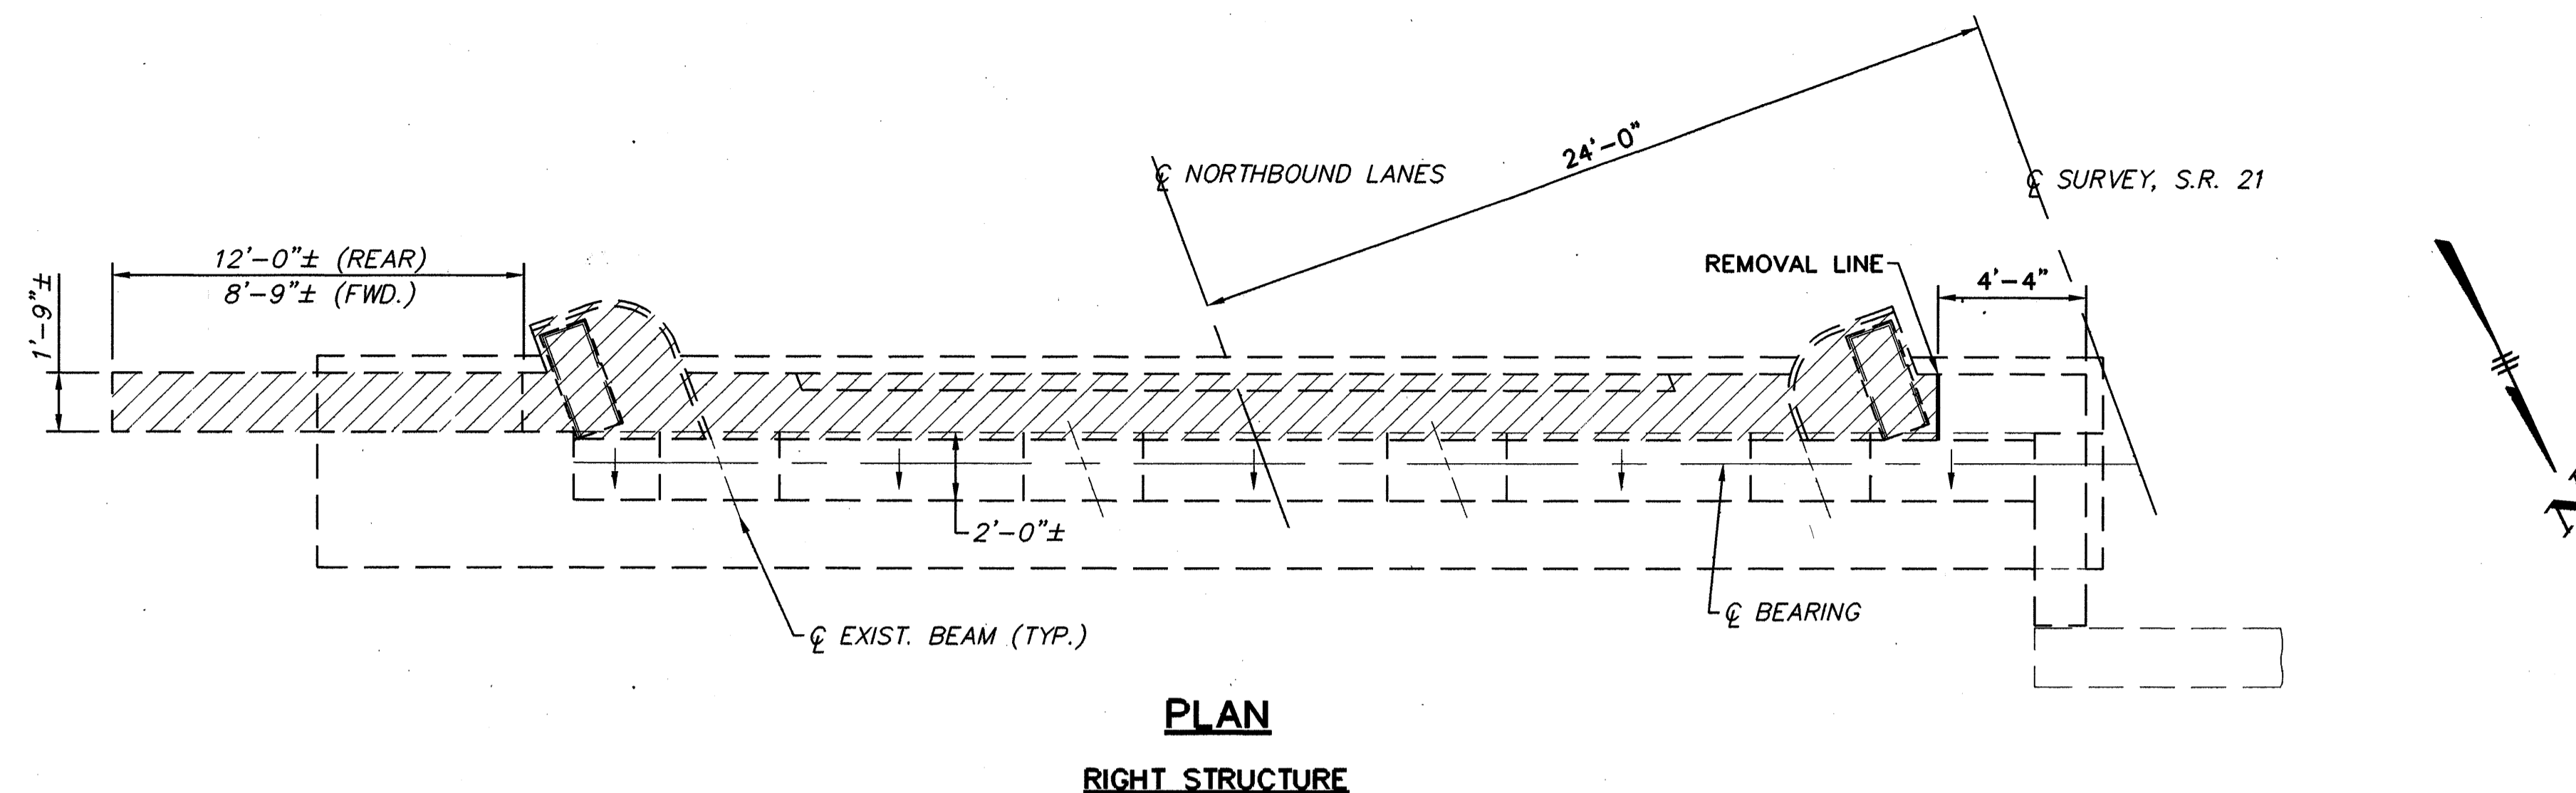 24'-0"
℄ NORTHBOUND LANES
℄ SURVEY, S.R. 21
12'-0"± (REAR)
8'-9"± (FWD.)
1'-9"±
REMOVAL LINE
4'-4"
2'-0"±
℄ BEARING
℄ EXIST. BEAM (TYP.)
PLAN
RIGHT STRUCTURE